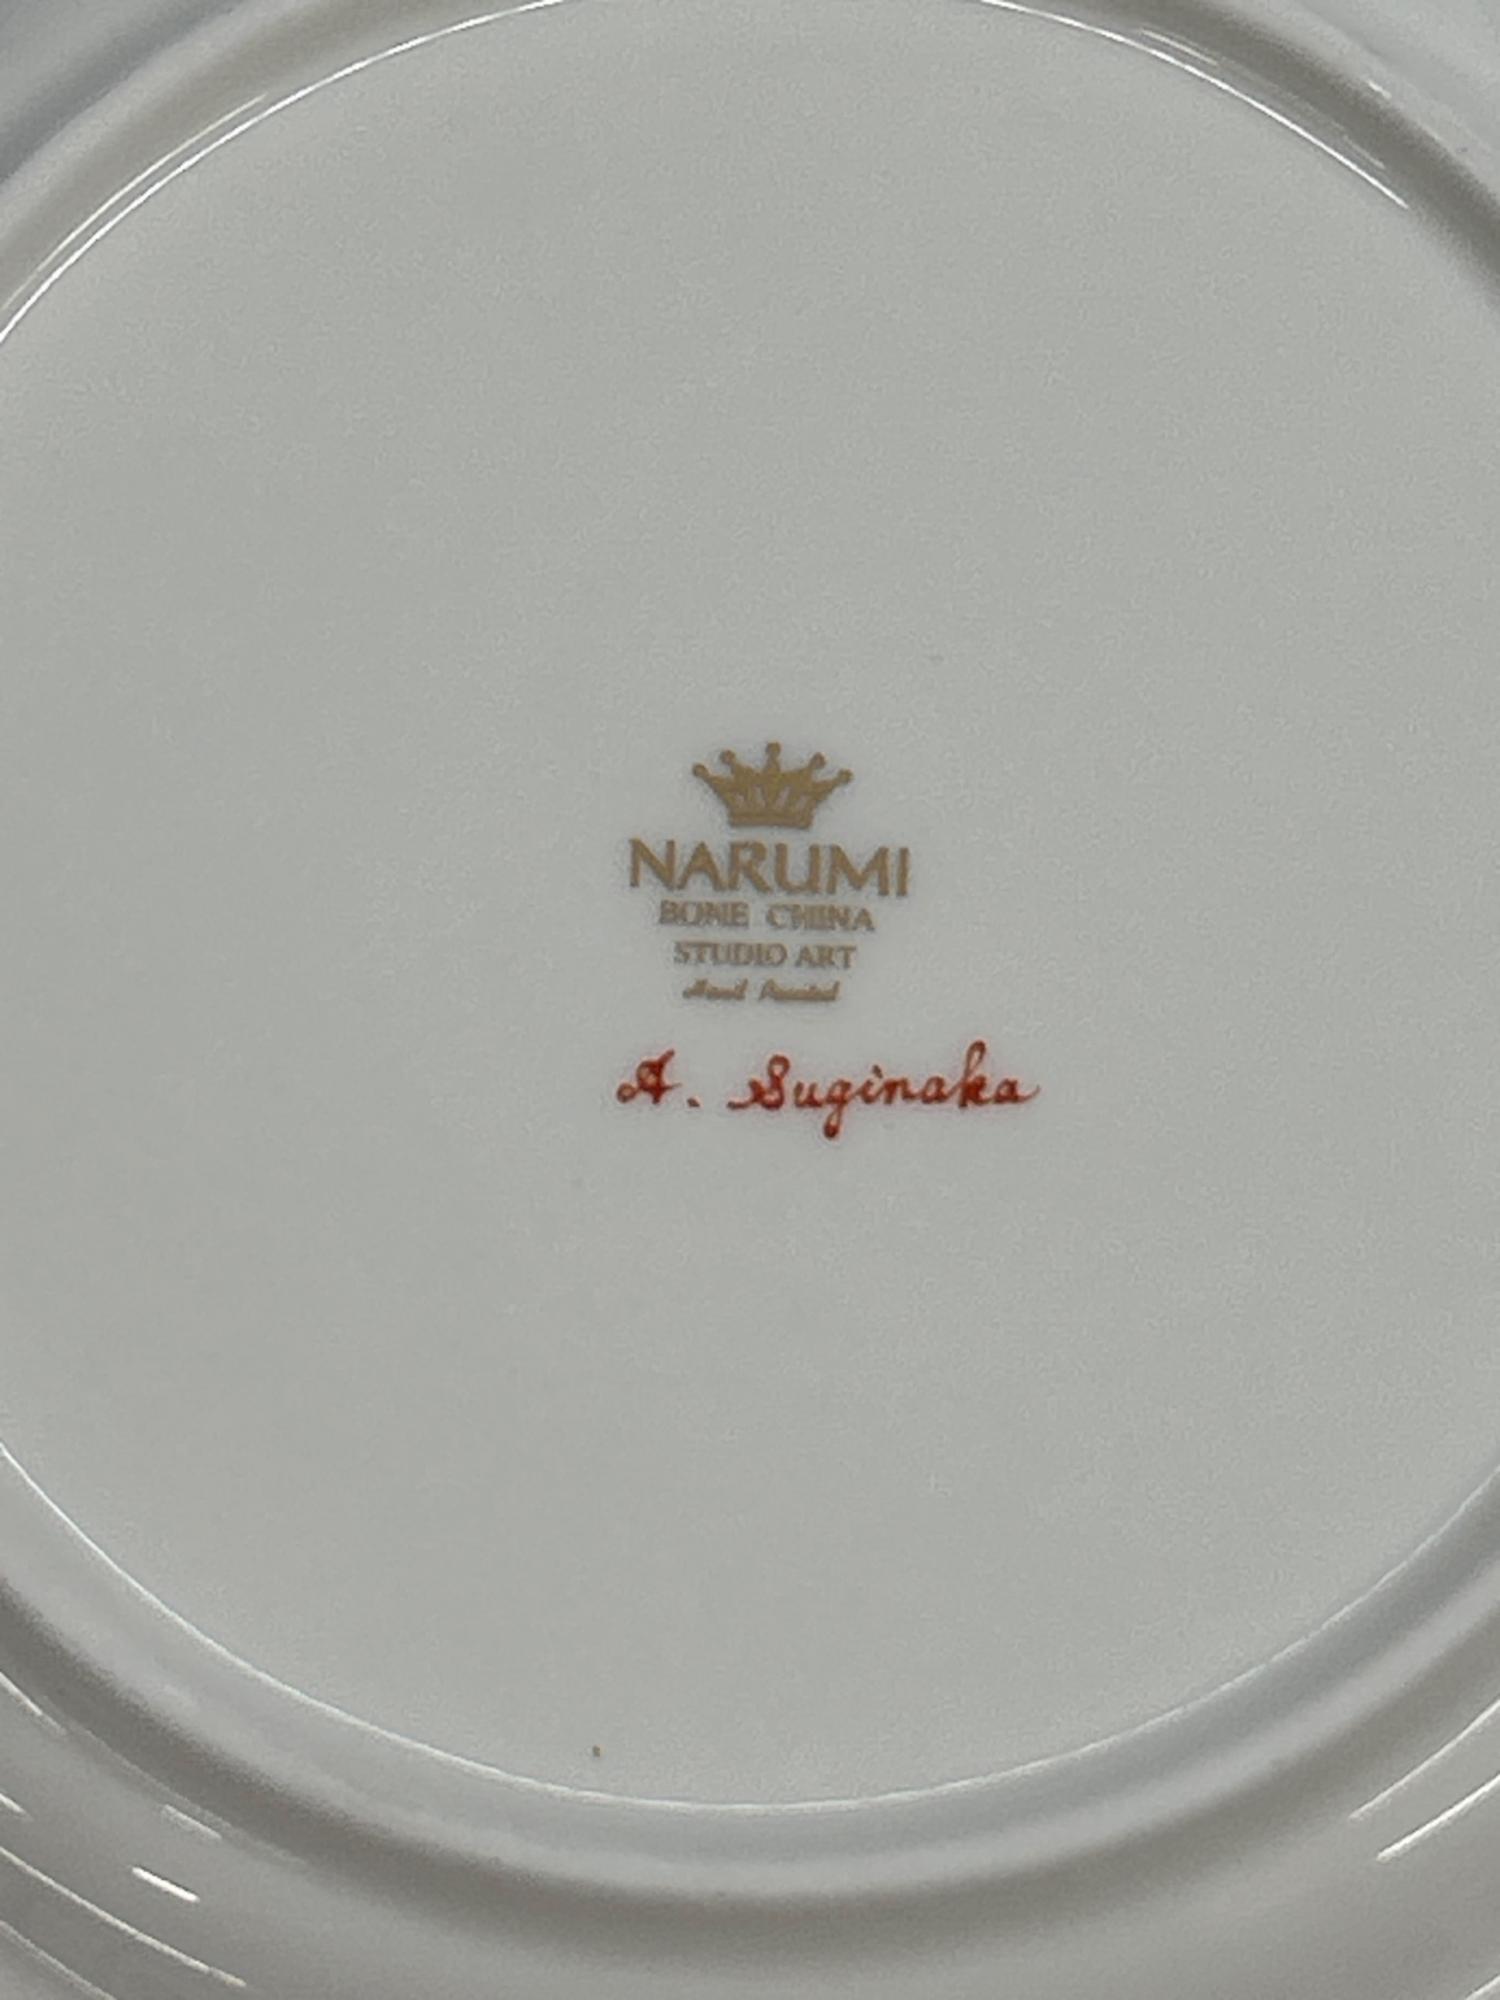 NARUMI
BONE CHINA
STUDIO ART
Hand Painted
A. Suginaka